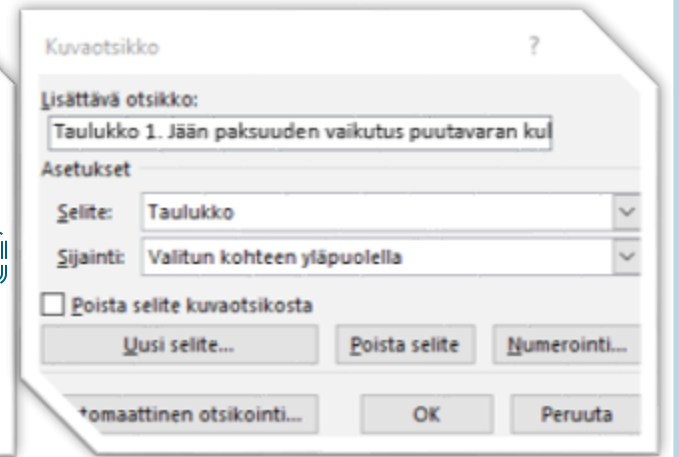 Kuvaotsikko ?
Lisättävä otsikko:
Taulukko 1. Jään paksuuden vaikutus puutavaran kul
Asetukset
Selite: Taulukko
Sijainti: Valitun kohteen yläpuolella
Poista selite kuvaotsikosta
Uusi selite... Poista selite Numerointi...
tomaattinen otsikointi... OK Peruuta